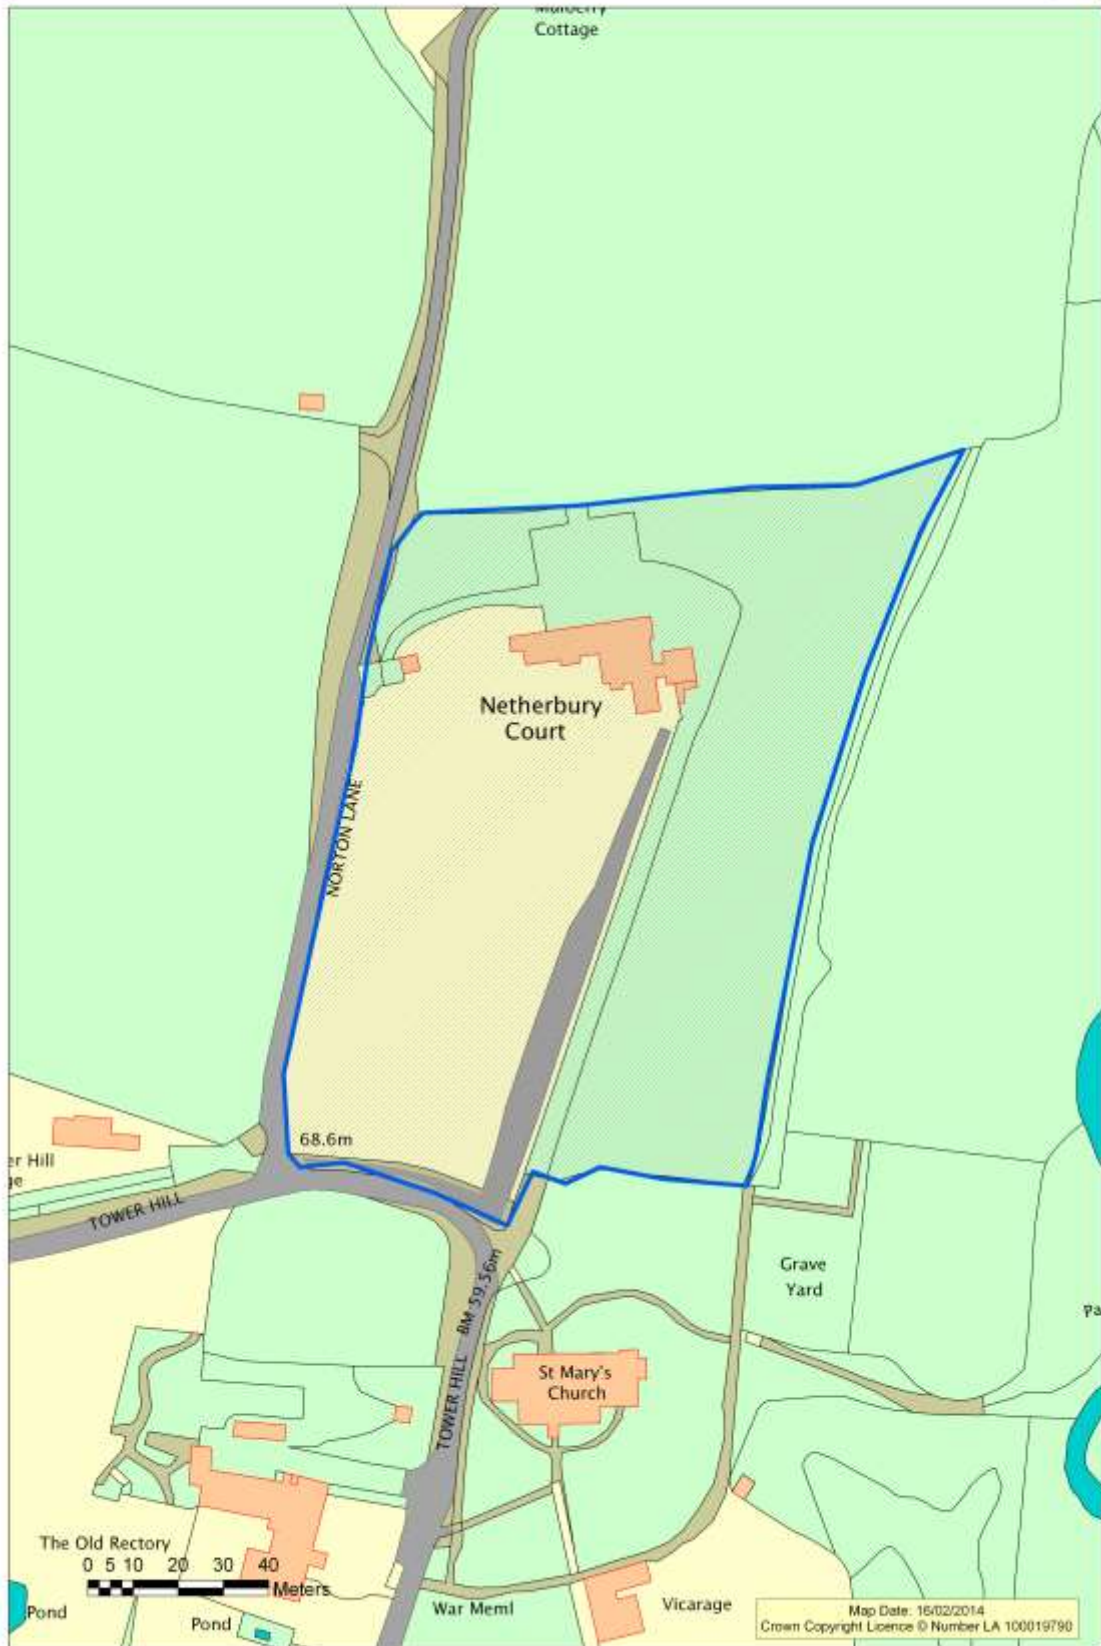 Cottage
Netherbury
Court
NORTON LANE
68.6m
er Hill
ge
TOWER HILL
BM 59.56m
Grave
Yard
Pa
St Mary's
Church
TOWER HILL
The Old Rectory
0 5 10 20 30 40
Meters
Pond
Pond
War Meml
Vicarage
Map Date: 16/02/2014
Crown Copyright Licence © Number LA 100019790